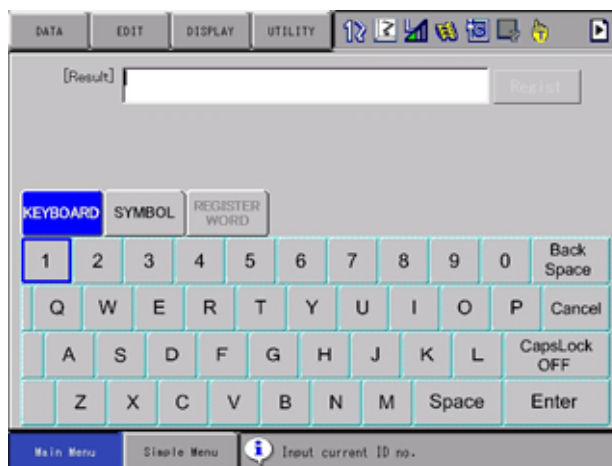 DATA EDIT DISPLAY UTILITY
[Result] Regist
KEYBOARD SYMBOL REGISTER WORD
1 2 3 4 5 6 7 8 9 0 Back Space
Q W E R T Y U I O P Cancel
A S D F G H J K L CapsLock OFF
Z X C V B N M Space Enter
Main Menu Simple Menu Input current ID no.